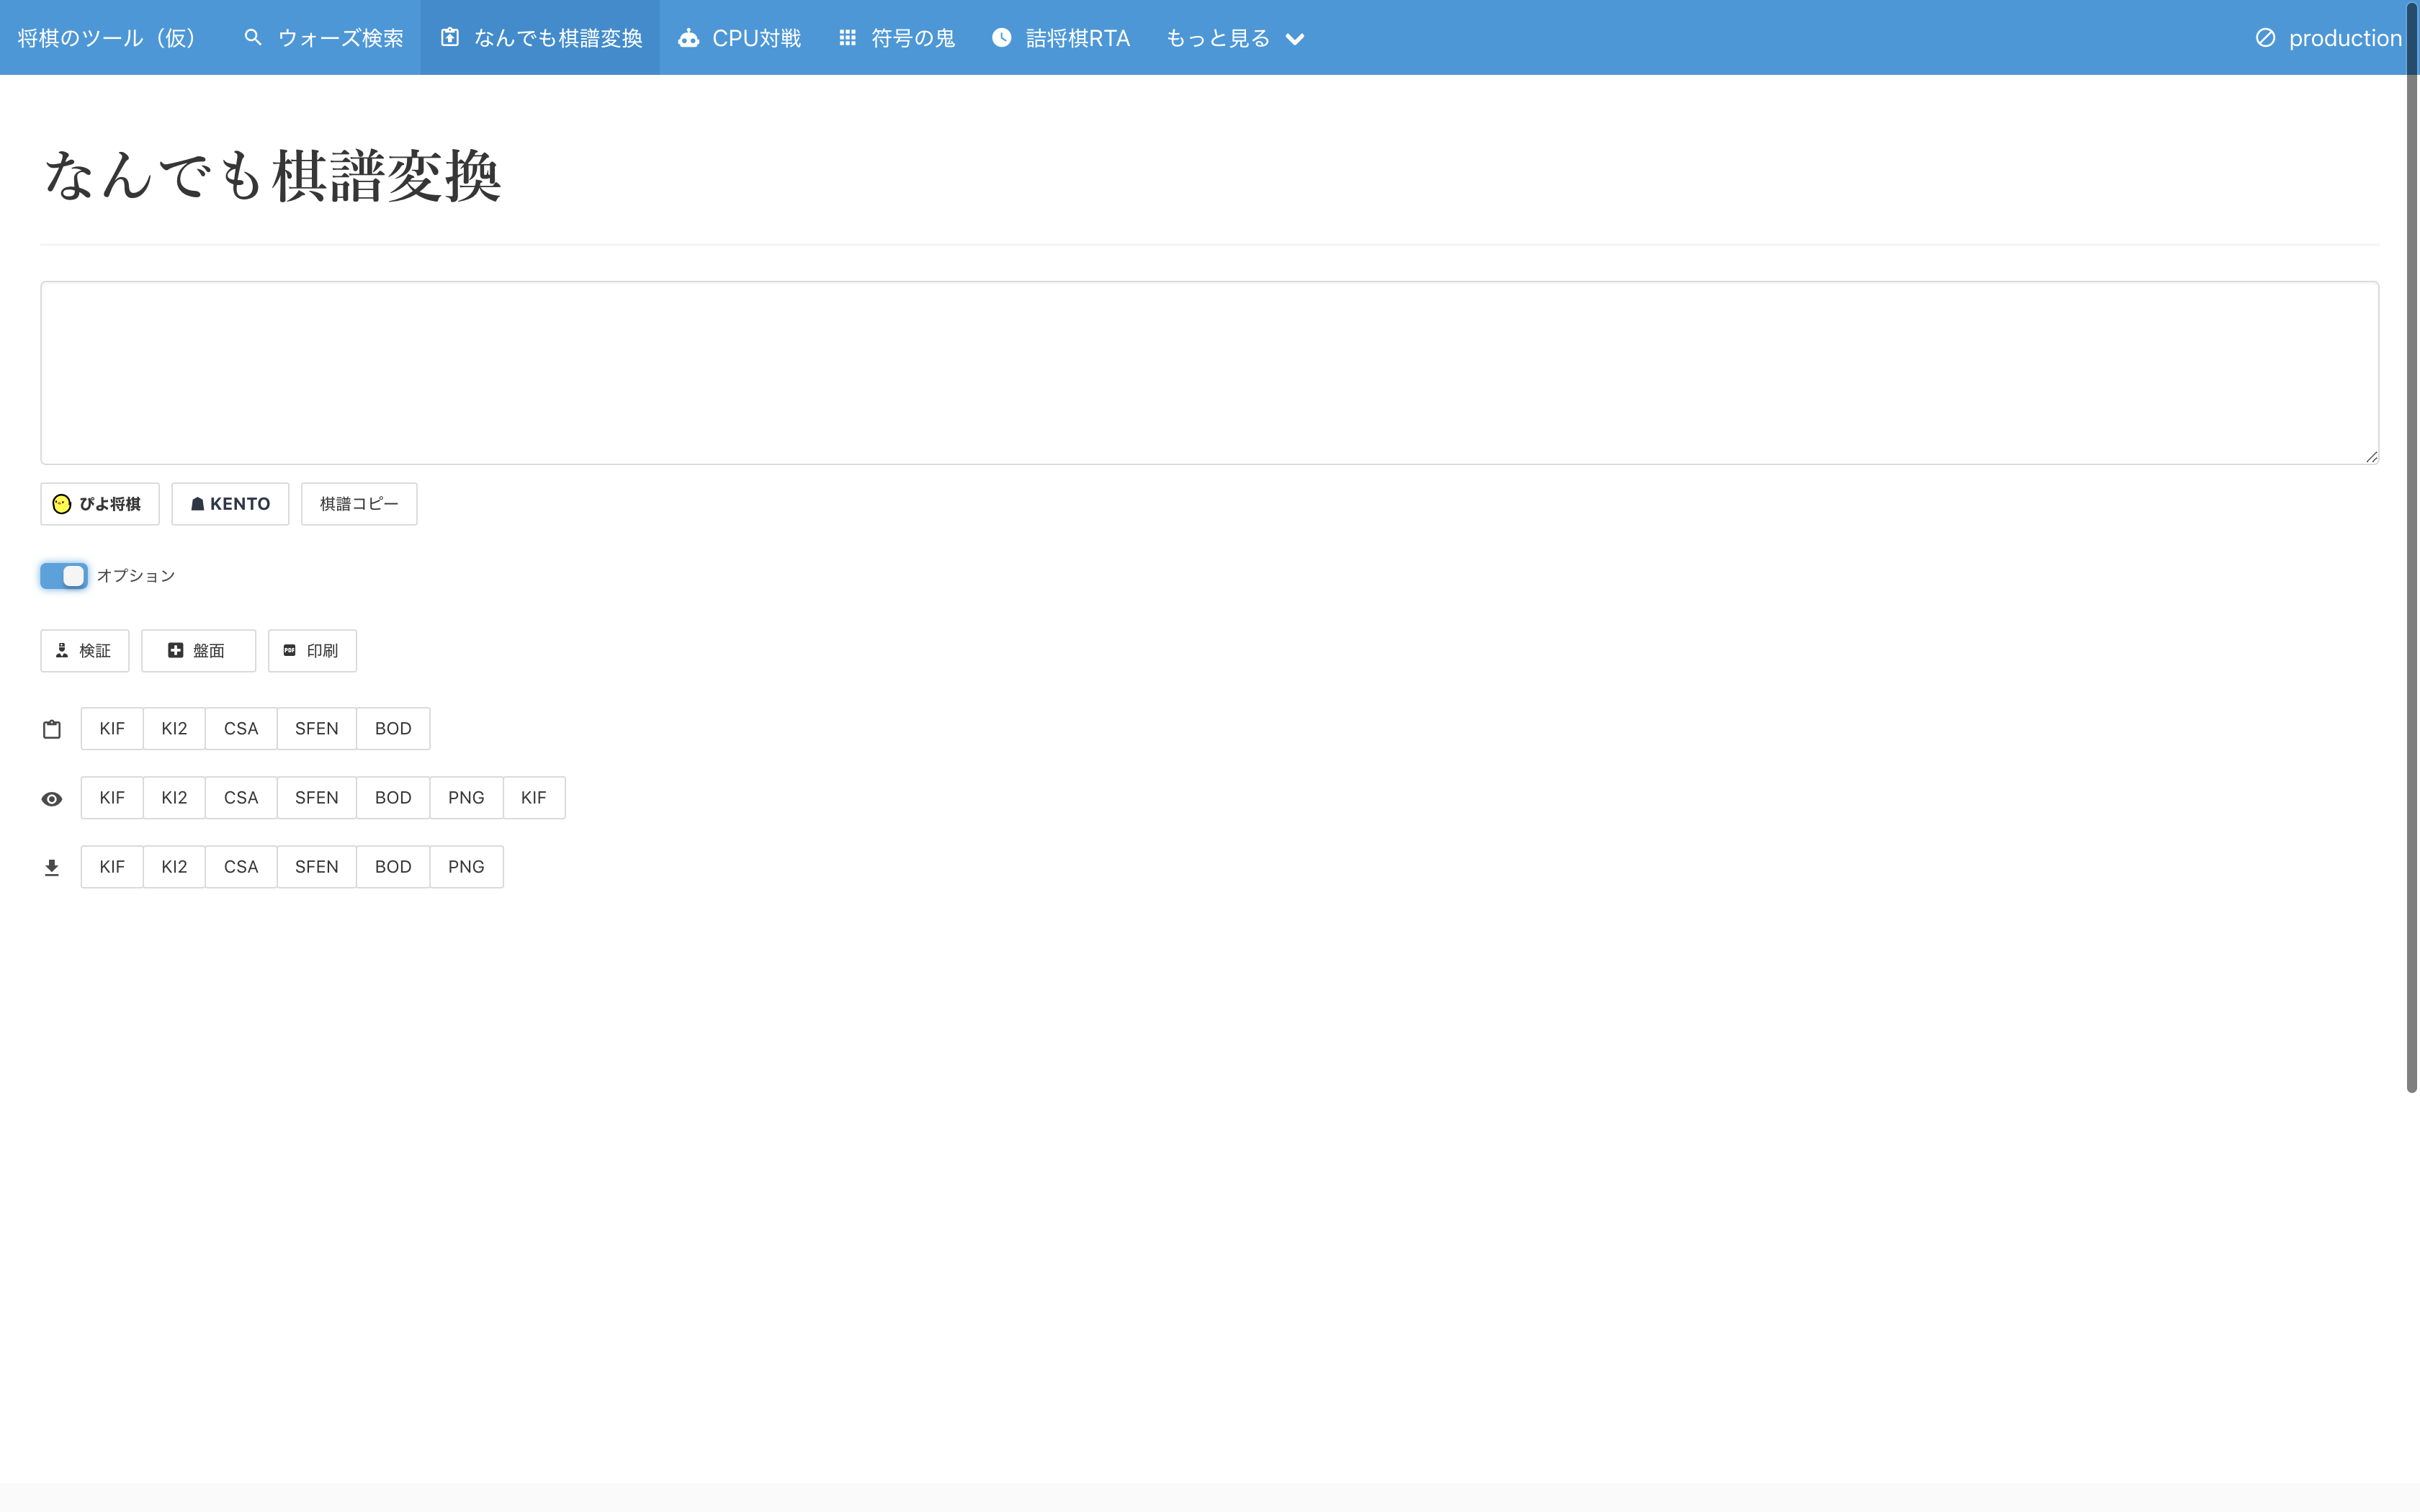 将棋のツール（仮） ウォーズ検索 なんでも棋譜変換 CPU対戦 符号の鬼 詰将棋RTA もっと見る production
なんでも棋譜変換
ぴよ将棋 KENTO 棋譜コピー
オプション
検証 盤面 PDF 印刷
KIF KI2 CSA SFEN BOD
KIF KI2 CSA SFEN BOD PNG KIF
KIF KI2 CSA SFEN BOD PNG